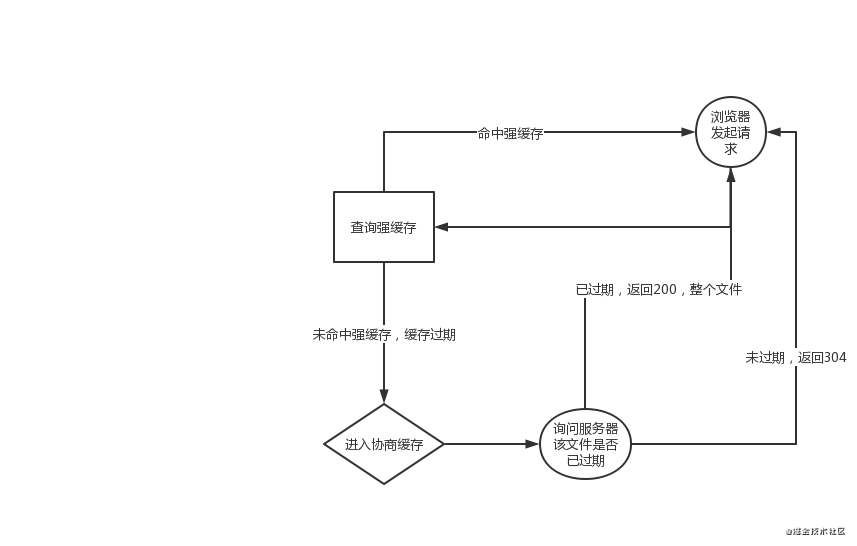 浏览器
发起请
求
命中强缓存
查询强缓存
已过期，返回200，整个文件
未命中强缓存，缓存过期
未过期，返回304
进入协商缓存
询问服务器
该文件是否
已过期
@掘金技术社区